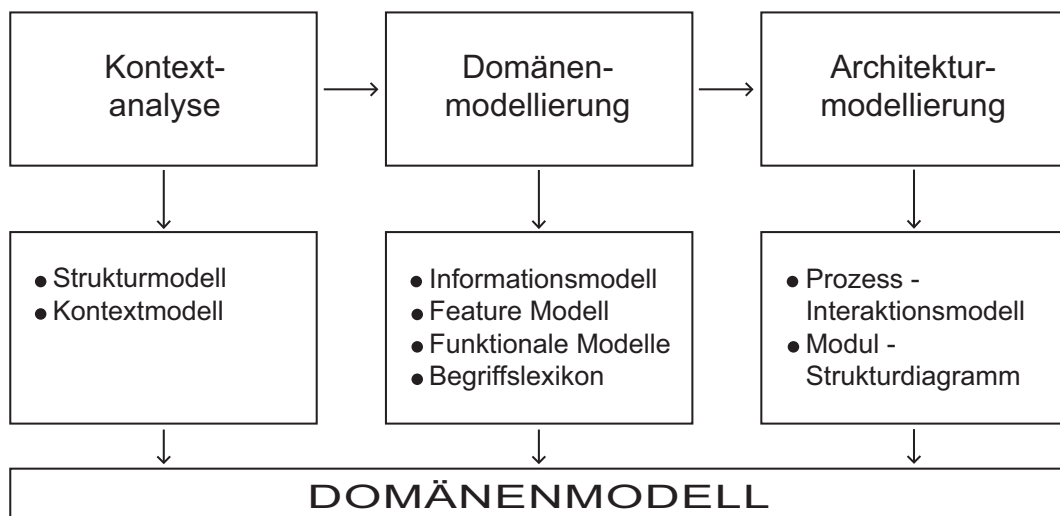 Kontext-
analyse
Domänen-
modellierung
Architektur-
modellierung
● Strukturmodell
● Kontextmodell
● Informationsmodell
● Feature Modell
● Funktionale Modelle
● Begriffslexikon
● Prozess -
Interaktionsmodell
● Modul -
Strukturdiagramm
DOMÄNENMODELL